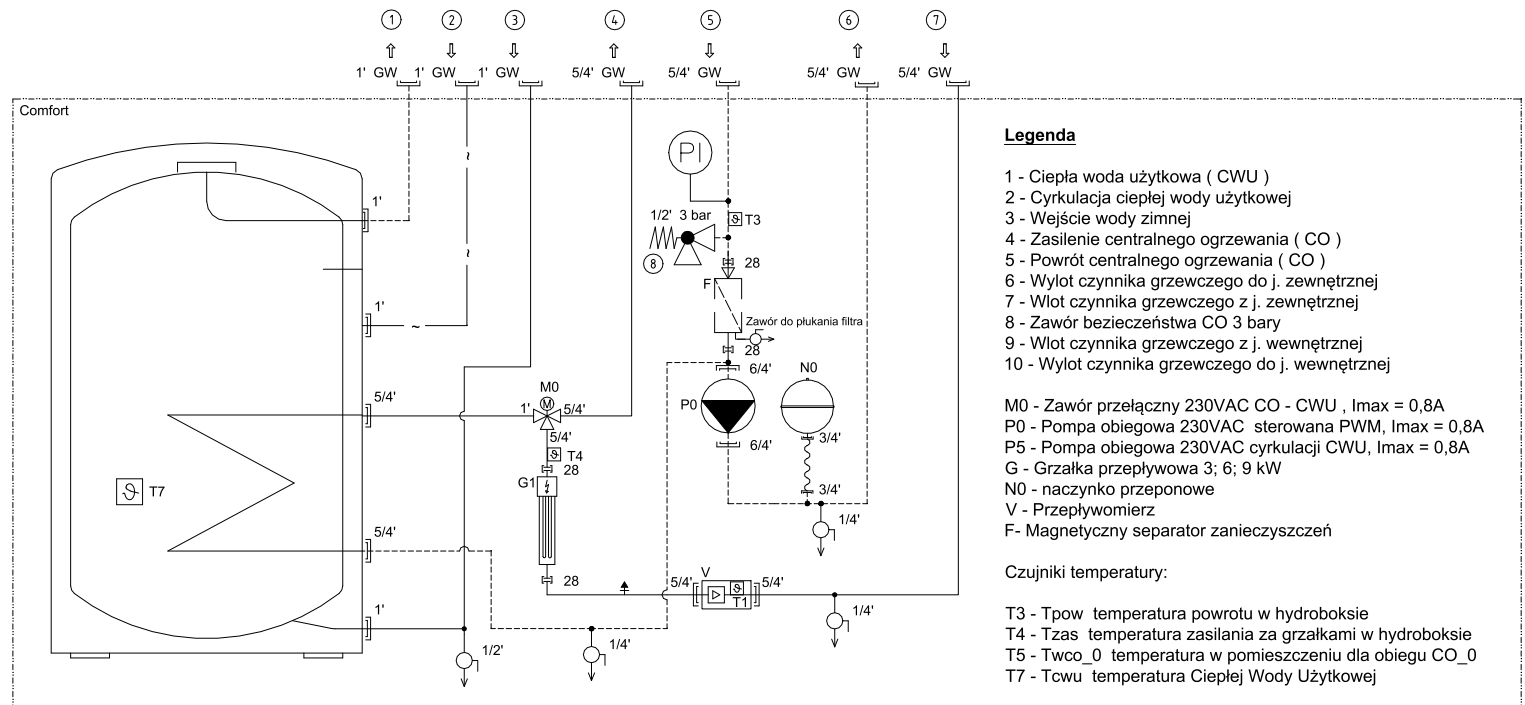 1 2 3 4 5 6 7
1' GW 1' GW 1' GW 5/4' GW 5/4' GW 5/4' GW 5/4' GW
Comfort
PI
1'
1/2' 3 bar
T3
8
28
F
Zawór do płukania filtra
28
1'
6/4'
N0
M0
M
5/4'
1' 5/4'
P0
5/4'
6/4'
3/4'
T4
28
G1
T7
3/4'
1/4'
5/4'
28
V
5/4' 5/4'
T1
1'
1/4'
1/2'
1/4'
Legenda
1 - Ciepła woda użytkowa ( CWU )
2 - Cyrkulacja ciepłej wody użytkowej
3 - Wejście wody zimnej
4 - Zasilenie centralnego ogrzewania ( CO )
5 - Powrót centralnego ogrzewania ( CO )
6 - Wylot czynnika grzewczego do j. zewnętrznej
7 - Wlot czynnika grzewczego z j. zewnętrznej
8 - Zawór bezieczeństwa CO 3 bary
9 - Wlot czynnika grzewczego z j. wewnętrznej
10 - Wylot czynnika grzewczego do j. wewnętrznej
M0 - Zawór przełączny 230VAC CO - CWU , Imax = 0,8A
P0 - Pompa obiegowa 230VAC sterowana PWM, Imax = 0,8A
P5 - Pompa obiegowa 230VAC cyrkulacji CWU, Imax = 0,8A
G - Grzałka przepływowa 3; 6; 9 kW
N0 - naczynko przeponowe
V - Przepływomierz
F- Magnetyczny separator zanieczyszczeń
Czujniki temperatury:
T3 - Tpow temperatura powrotu w hydroboksie
T4 - Tzas temperatura zasilania za grzałkami w hydroboksie
T5 - Twco_0 temperatura w pomieszczeniu dla obiegu CO_0
T7 - Tcwu temperatura Ciepłej Wody Użytkowej